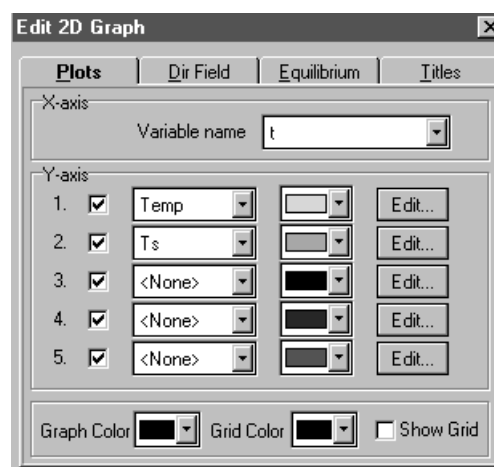 Edit 2D Graph
Plots Dir Field Equilibrium Titles
X-axis
Variable name t
Y-axis
1. Temp Edit...
2. Ts Edit...
3. <None> Edit...
4. <None> Edit...
5. <None> Edit...
Graph Color Grid Color Show Grid